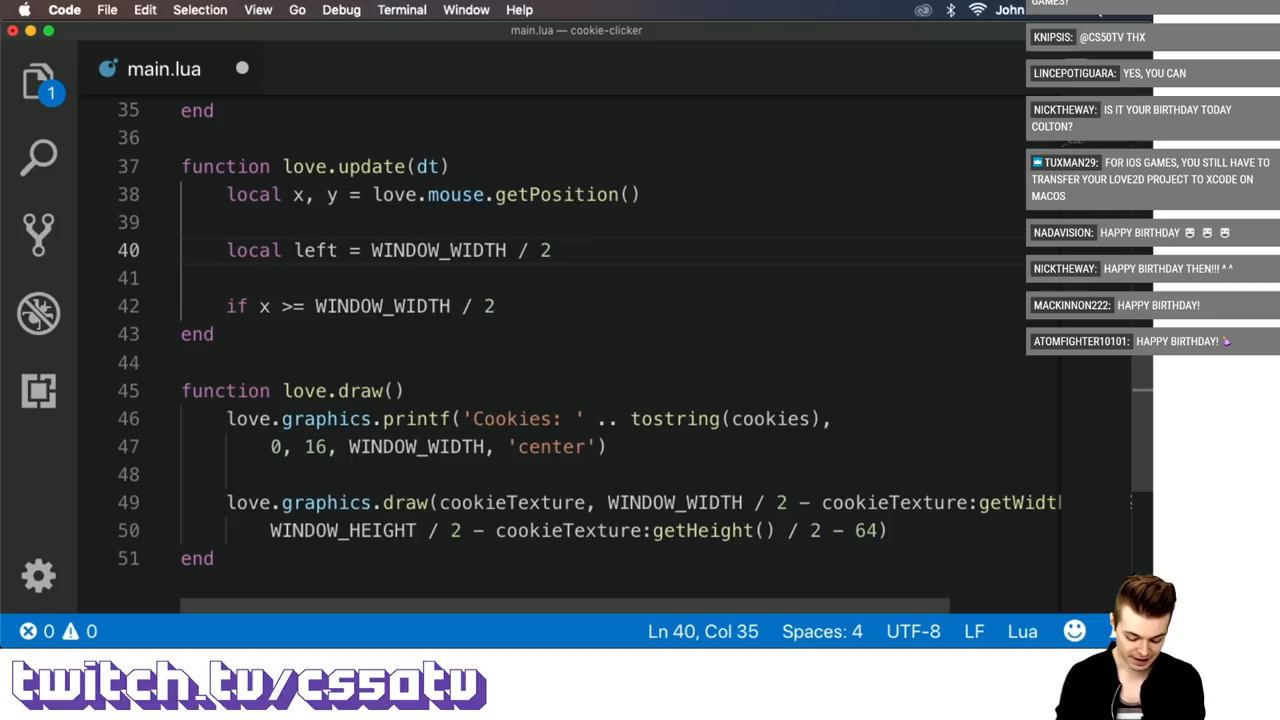 Code File Edit Selection View Go Debug Terminal Window Help John
GAMES?
main.lua — cookie-clicker
KNIPSIS: @CS50TV THX
main.lua
1
LINCEPOTIGUARA: YES, YOU CAN
NICKTHEWAY: IS IT YOUR BIRTHDAY TODAY
COLTON?
TUXMAN29: FOR IOS GAMES, YOU STILL HAVE TO
TRANSFER YOUR LOVE2D PROJECT TO XCODE ON
MACOS
NADAVISION: HAPPY BIRTHDAY
NICKTHEWAY: HAPPY BIRTHDAY THEN!!! ^ ^
MACKINNON222: HAPPY BIRTHDAY!
ATOMFIGHTER10101: HAPPY BIRTHDAY!
35 end
36
37 function love.update(dt)
38 local x, y = love.mouse.getPosition()
39
40 local left = WINDOW_WIDTH / 2
41
42 if x >= WINDOW_WIDTH / 2
43 end
44
45 function love.draw()
46 love.graphics.printf('Cookies: ' .. tostring(cookies),
47 0, 16, WINDOW_WIDTH, 'center')
48
49 love.graphics.draw(cookieTexture, WINDOW_WIDTH / 2 - cookieTexture:getWidth
50 WINDOW_HEIGHT / 2 - cookieTexture:getHeight() / 2 - 64)
51 end
0 0 Ln 40, Col 35 Spaces: 4 UTF-8 LF Lua
twitch.tv/cs50tv